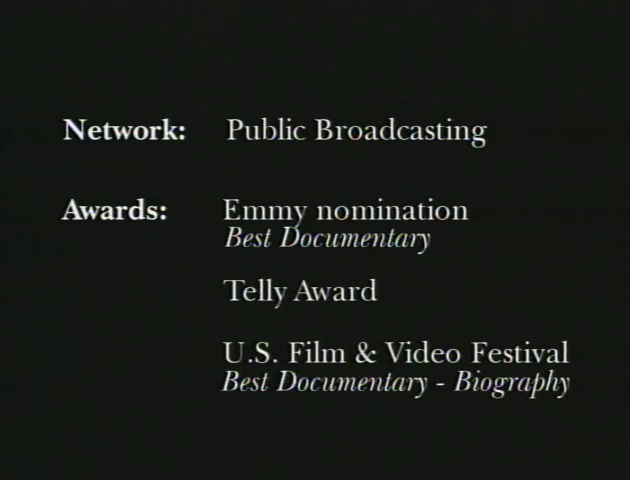 Network: Public Broadcasting
Awards: Emmy nomination
Best Documentary
Telly Award
U.S. Film & Video Festival
Best Documentary - Biography